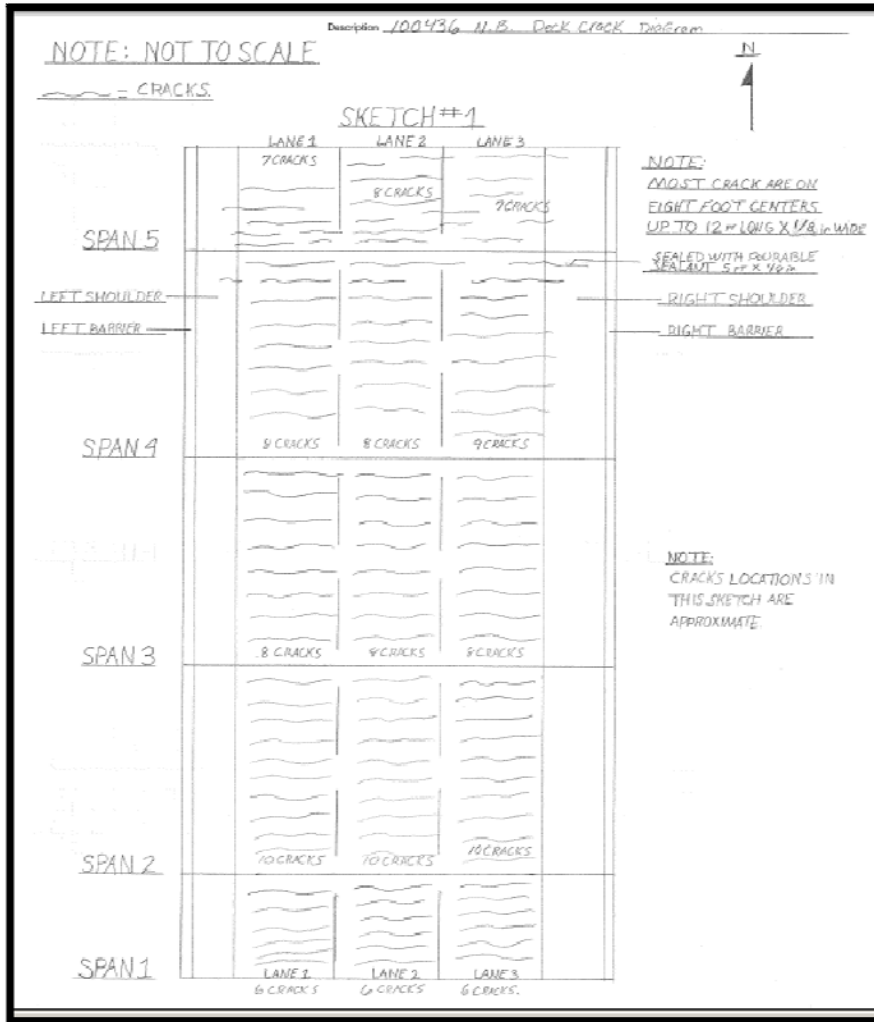 Description 100436 N.B. Deck Crack Diagram
NOTE: NOT TO SCALE
= CRACKS.
N
SKETCH #1
LANE 1 LANE 2 LANE 3
7 CRACKS
8 CRACKS
7 CRACKS
NOTE:
MOST CRACK ARE ON
EIGHT FOOT CENTERS
UP TO 12 FT LONG X 1/8 in WIDE
SPAN 5
SEALED WITH DURABLE
SEALANT 5 FT X
LEFT SHOULDER
RIGHT SHOULDER
LEFT BARRIER
RIGHT BARRIER
SPAN 4
CRACKS 8 CRACKS 9 CRACKS
NOTE:
CRACKS LOCATIONS IN
THIS SKETCH ARE
APPROXIMATE.
SPAN 3
8 CRACKS 8 CRACKS 8 CRACKS
SPAN 2
10 CRACKS 10 CRACKS 10 CRACKS
SPAN 1
LANE 1 LANE 2 LANE 3
6 CRACKS 6 CRACKS 6 CRACKS.